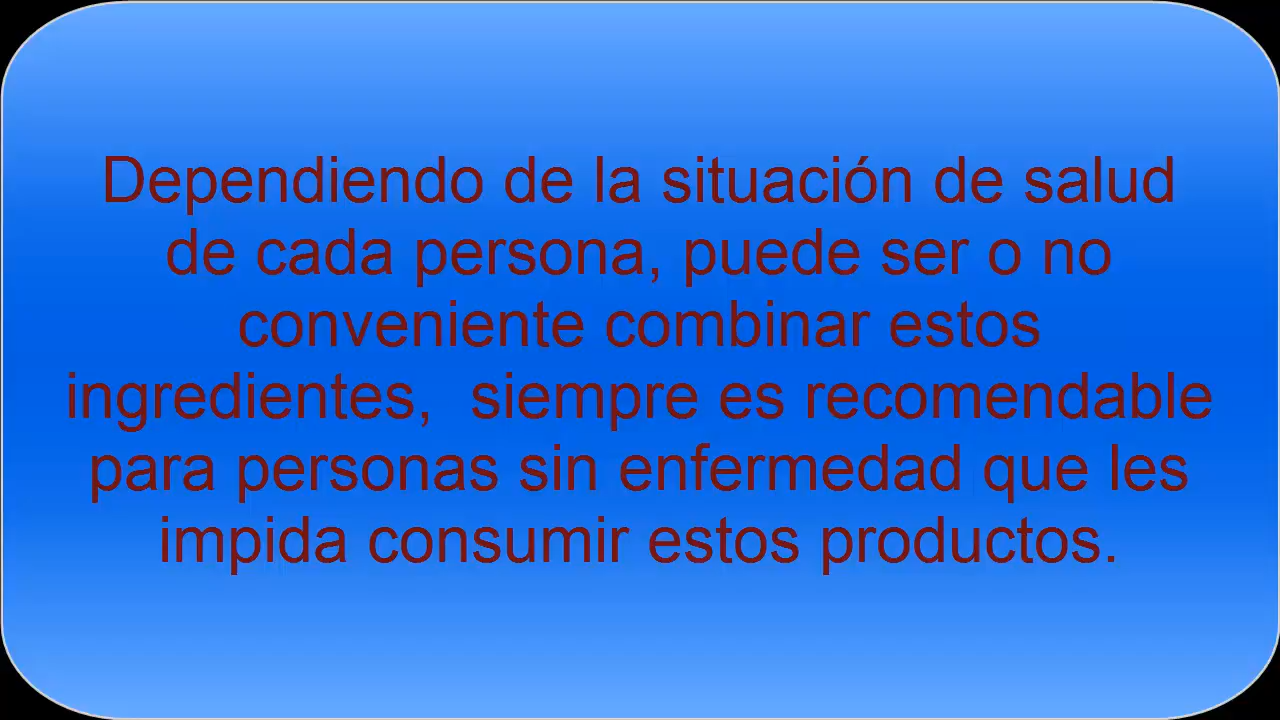 Dependiendo de la situación de salud
de cada persona, puede ser o no
conveniente combinar estos
ingredientes,  siempre es recomendable
para personas sin enfermedad que les
impida consumir estos productos.